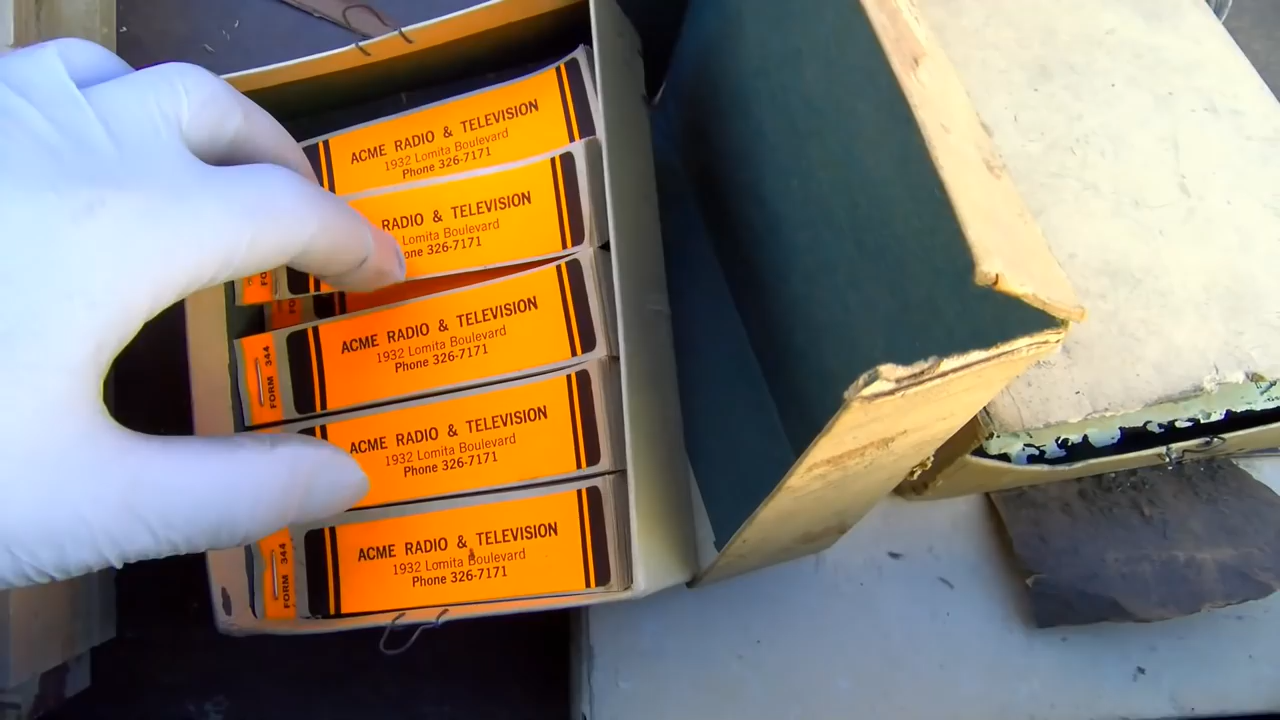 ACME RADIO & TELEVISION
1932 Lomita Boulevard
Phone 326-7171
RADIO & TELEVISION
Lomita Boulevard
one 326-7171
FORM 344
ACME RADIO & TELEVISION
1932 Lomita Boulevard
Phone 326-7171
ACME RADIO & TELEVISION
1932 Lomita Boulevard
Phone 326-7171
FORM 344
ACME RADIO & TELEVISION
1932 Lomita Boulevard
Phone 326-7171